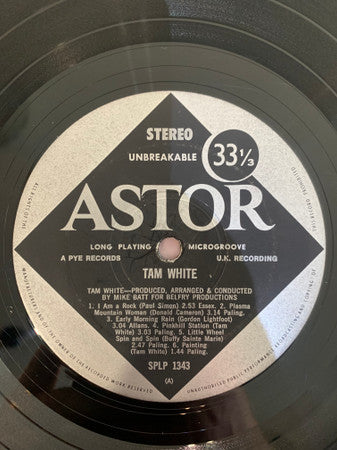 STEREO
UNBREAKABLE
33 1/3
ASTOR
LONG PLAYING MICROGROOVE
A PYE RECORDS U.K. RECORDING
TAM WHITE
TAM WHITE—PRODUCED, ARRANGED & CONDUCTED
BY MIKE BATT FOR BELFRY PRODUCTIONS
1. I Am a Rock (Paul Simon) 2.53 Essex. 2. Plasma
Mountain Woman (Donald Cameron) 3.14 Paling.
3. Early Morning Rain (Gordon Lightfoot)
3.04 Allans. 4. Pinkhill Station (Tam
White) 3.03 Paling. 5. Little Wheel
Spin and Spin (Buffy Sainte Marie)
2.47 Paling. 6. Painting
(Tam White) 1.44 Paling.
SPLP 1343
(A)